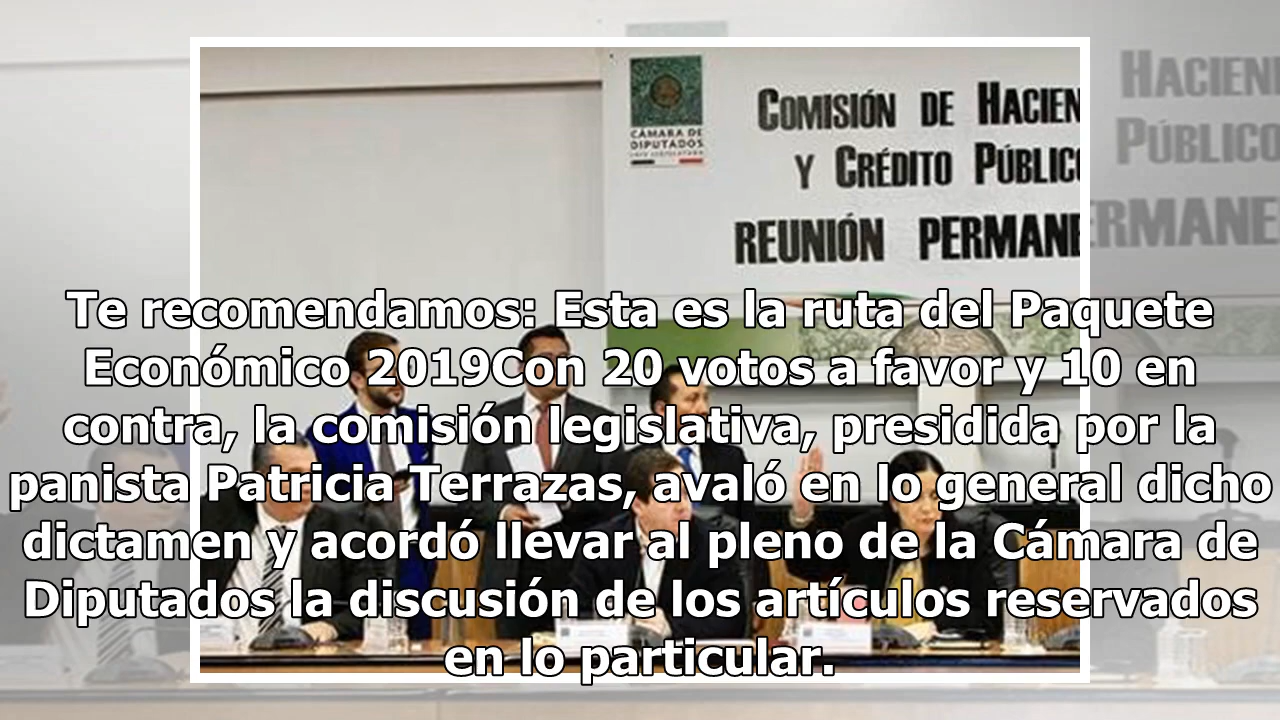 CÁMARA DE
DIPUTADOS
COMISIÓN DE HACIEN
Y CRÉDITO PÚBLICO
REUNIÓN PERMANE
HACIEN
PÚBLICO
ERMANE
Te recomendamos: Esta es la ruta del Paquete
Económico 2019Con 20 votos a favor y 10 en
contra, la comisión legislativa, presidida por la
panista Patricia Terrazas, avaló en lo general dicho
dictamen y acordó llevar al pleno de la Cámara de
Diputados la discusión de los artículos reservados
en lo particular.